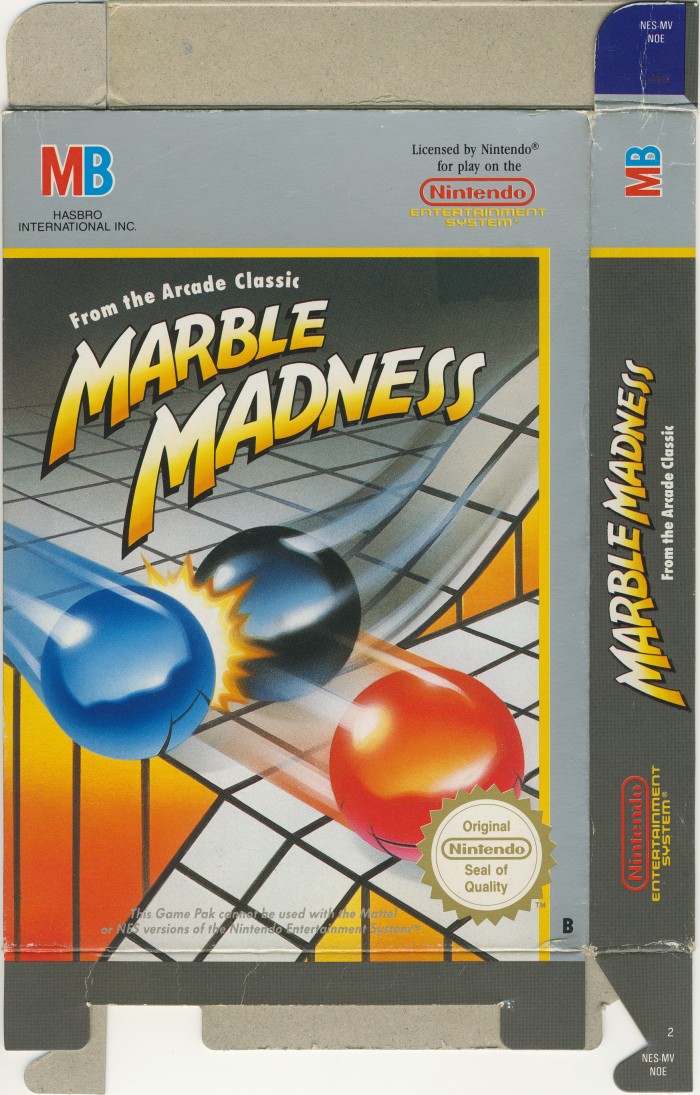 NES-MV
NOE
MB
HASBRO
INTERNATIONAL INC.
Licensed by Nintendo®
for play on the
Nintendo
ENTERTAINMENT
SYSTEM®
MB
From the Arcade Classic
MARBLE
MADNESS
MARBLE MADNESS
From the Arcade Classic
Original
Nintendo
Seal of
Quality
TM
Nintendo
ENTERTAINMENT
SYSTEM®
This Game Pak cannot be used with the Mattel
or NES versions of the Nintendo Entertainment System™.
B
2
NES-MV
NOE